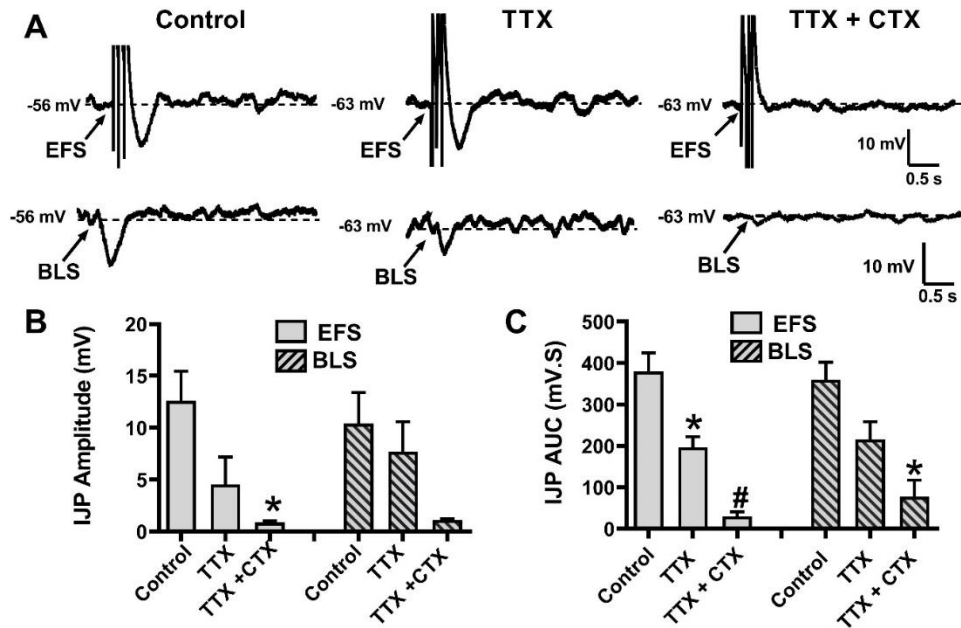 A
Control
TTX
TTX + CTX
-56 mV
EFS
-63 mV
EFS
-63 mV
EFS
10 mV
0.5 s
-56 mV
BLS
-63 mV
BLS
-63 mV
BLS
10 mV
0.5 s
B
IJP Amplitude (mV)
20
15
10
5
0
EFS
BLS
*
Control
TTX
TTX +CTX
Control
TTX
TTX +CTX
C
IJP AUC (mV.S)
500
400
300
200
100
0
EFS
BLS
*
#
*
Control
TTX
TTX + CTX
Control
TTX
TTX + CTX